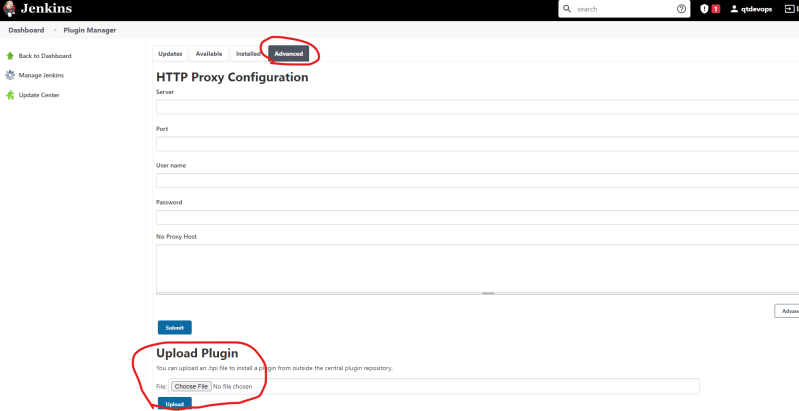 Jenkins
search
1
qtdevops
Dashboard
Plugin Manager
Back to Dashboard
Manage Jenkins
Update Center
Updates
Available
Installed
Advanced
HTTP Proxy Configuration
Server
Port
User name
Password
No Proxy Host
Submit
Upload Plugin
You can upload an .hpi file to install a plugin from outside the central plugin repository.
File: Choose File No file chosen
Upload